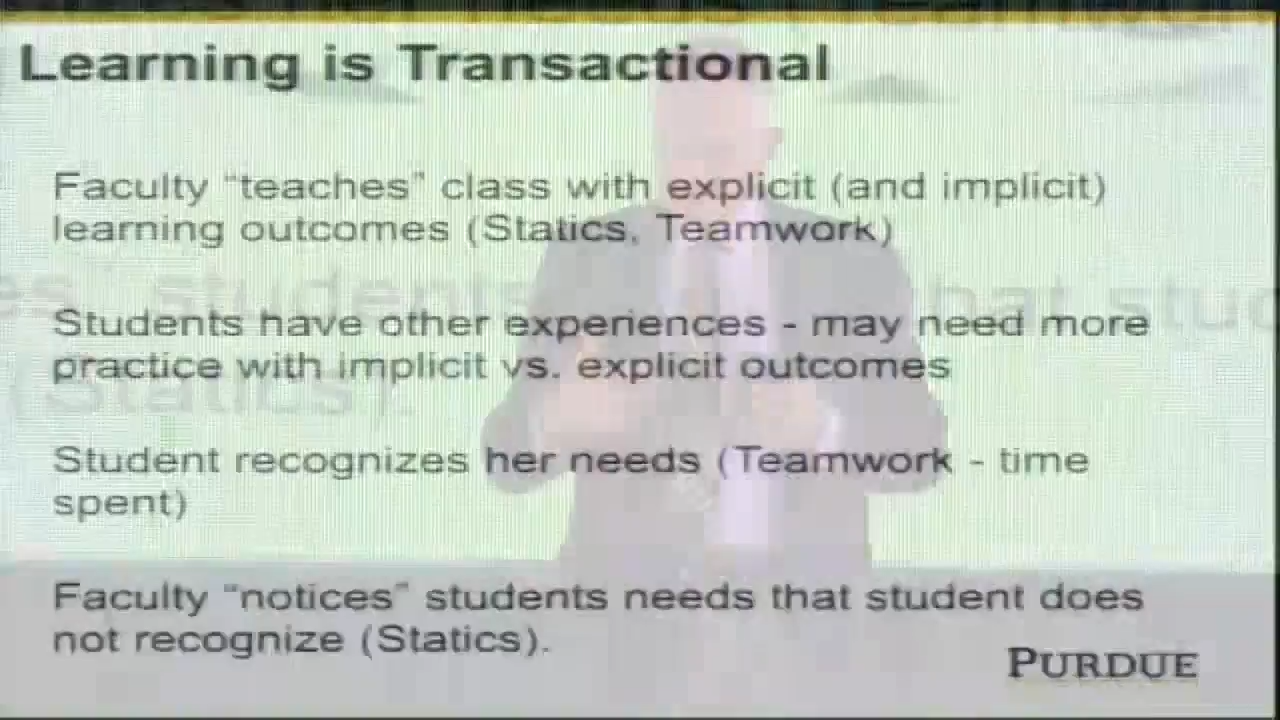 Learning is Transactional
Faculty “teaches” class with explicit (and implicit)
learning outcomes (Statics, Teamwork)
Students have other experiences - may need more
practice with implicit vs. explicit outcomes
Student recognizes her needs (Teamwork - time
spent)
Faculty “notices” students needs that student does
not recognize (Statics).
PURDUE